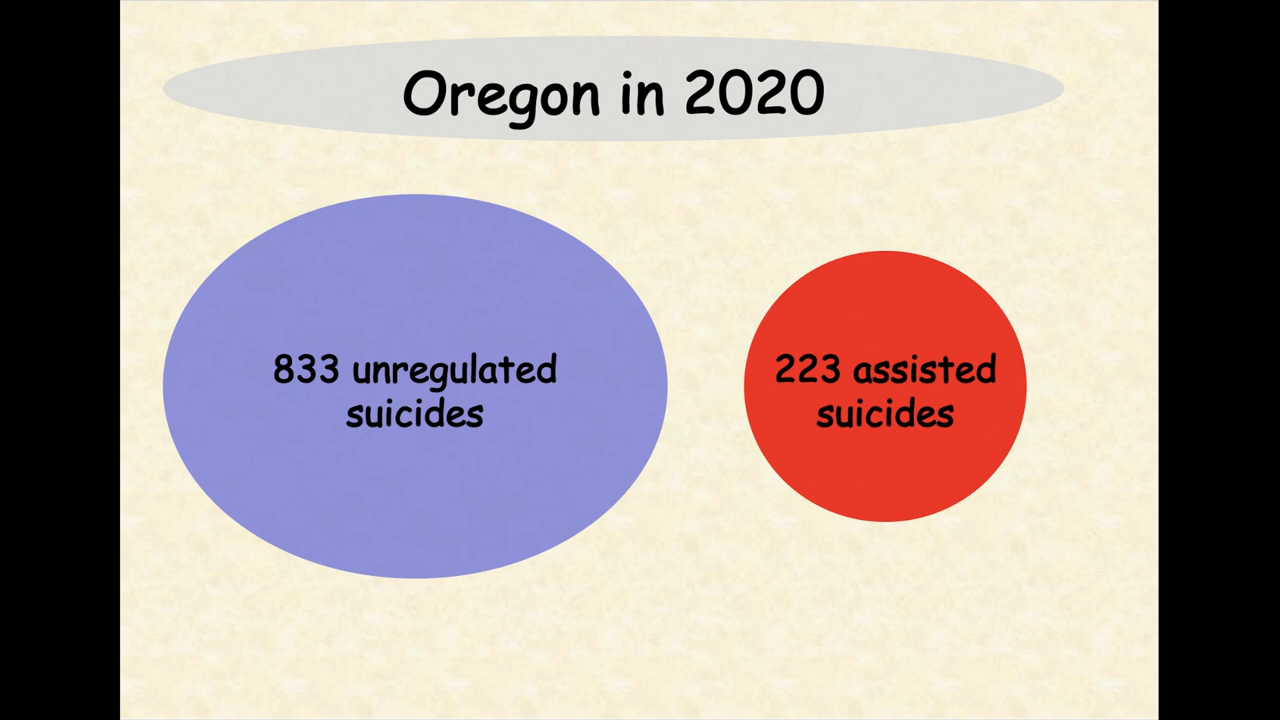 Oregon in 2020
833 unregulated
suicides
223 assisted
suicides